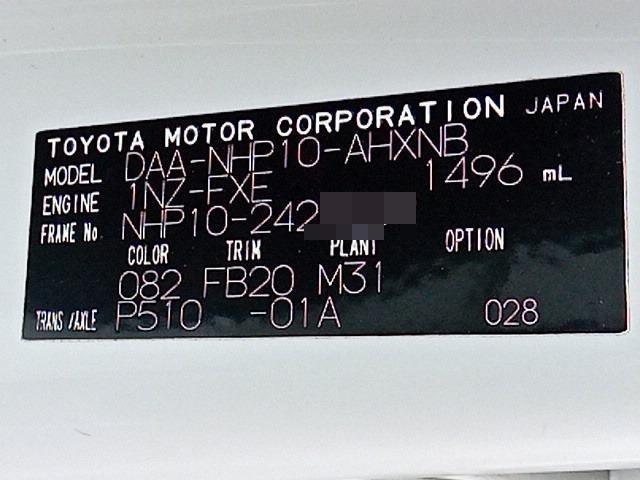 TOYOTA MOTOR CORPORATION JAPAN
MODEL DAA-NHP10-AHXNB
ENGINE 1NZ-FXE 1496 mL
FRAME No. NHP10-242
COLOR TRIM PLANT OPTION
082 FB20 M31
TRANS/AXLE P510 -01A 028